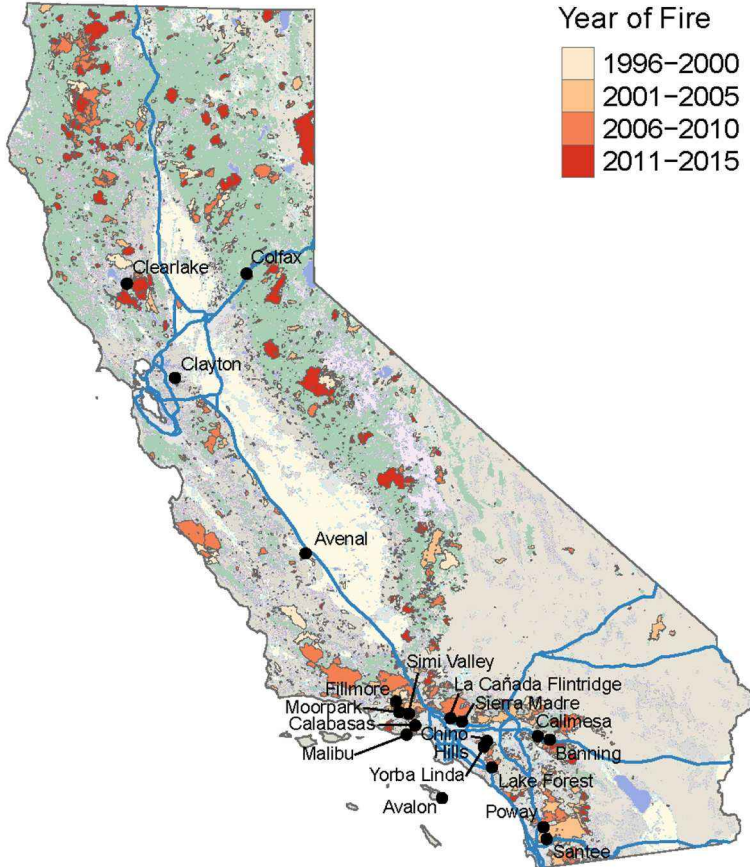 Year of Fire
1996−2000
2001−2005
2006−2010
2011−2015
Clearlake
Colfax
Clayton
Avenal
Simi Valley
Fillmore
La Cañada Flintridge
Moorpark
Sierra Madre
Calabasas
Chino
Hills
Calimesa
Malibu
Banning
Yorba Linda
Lake Forest
Avalon
Poway
Santee